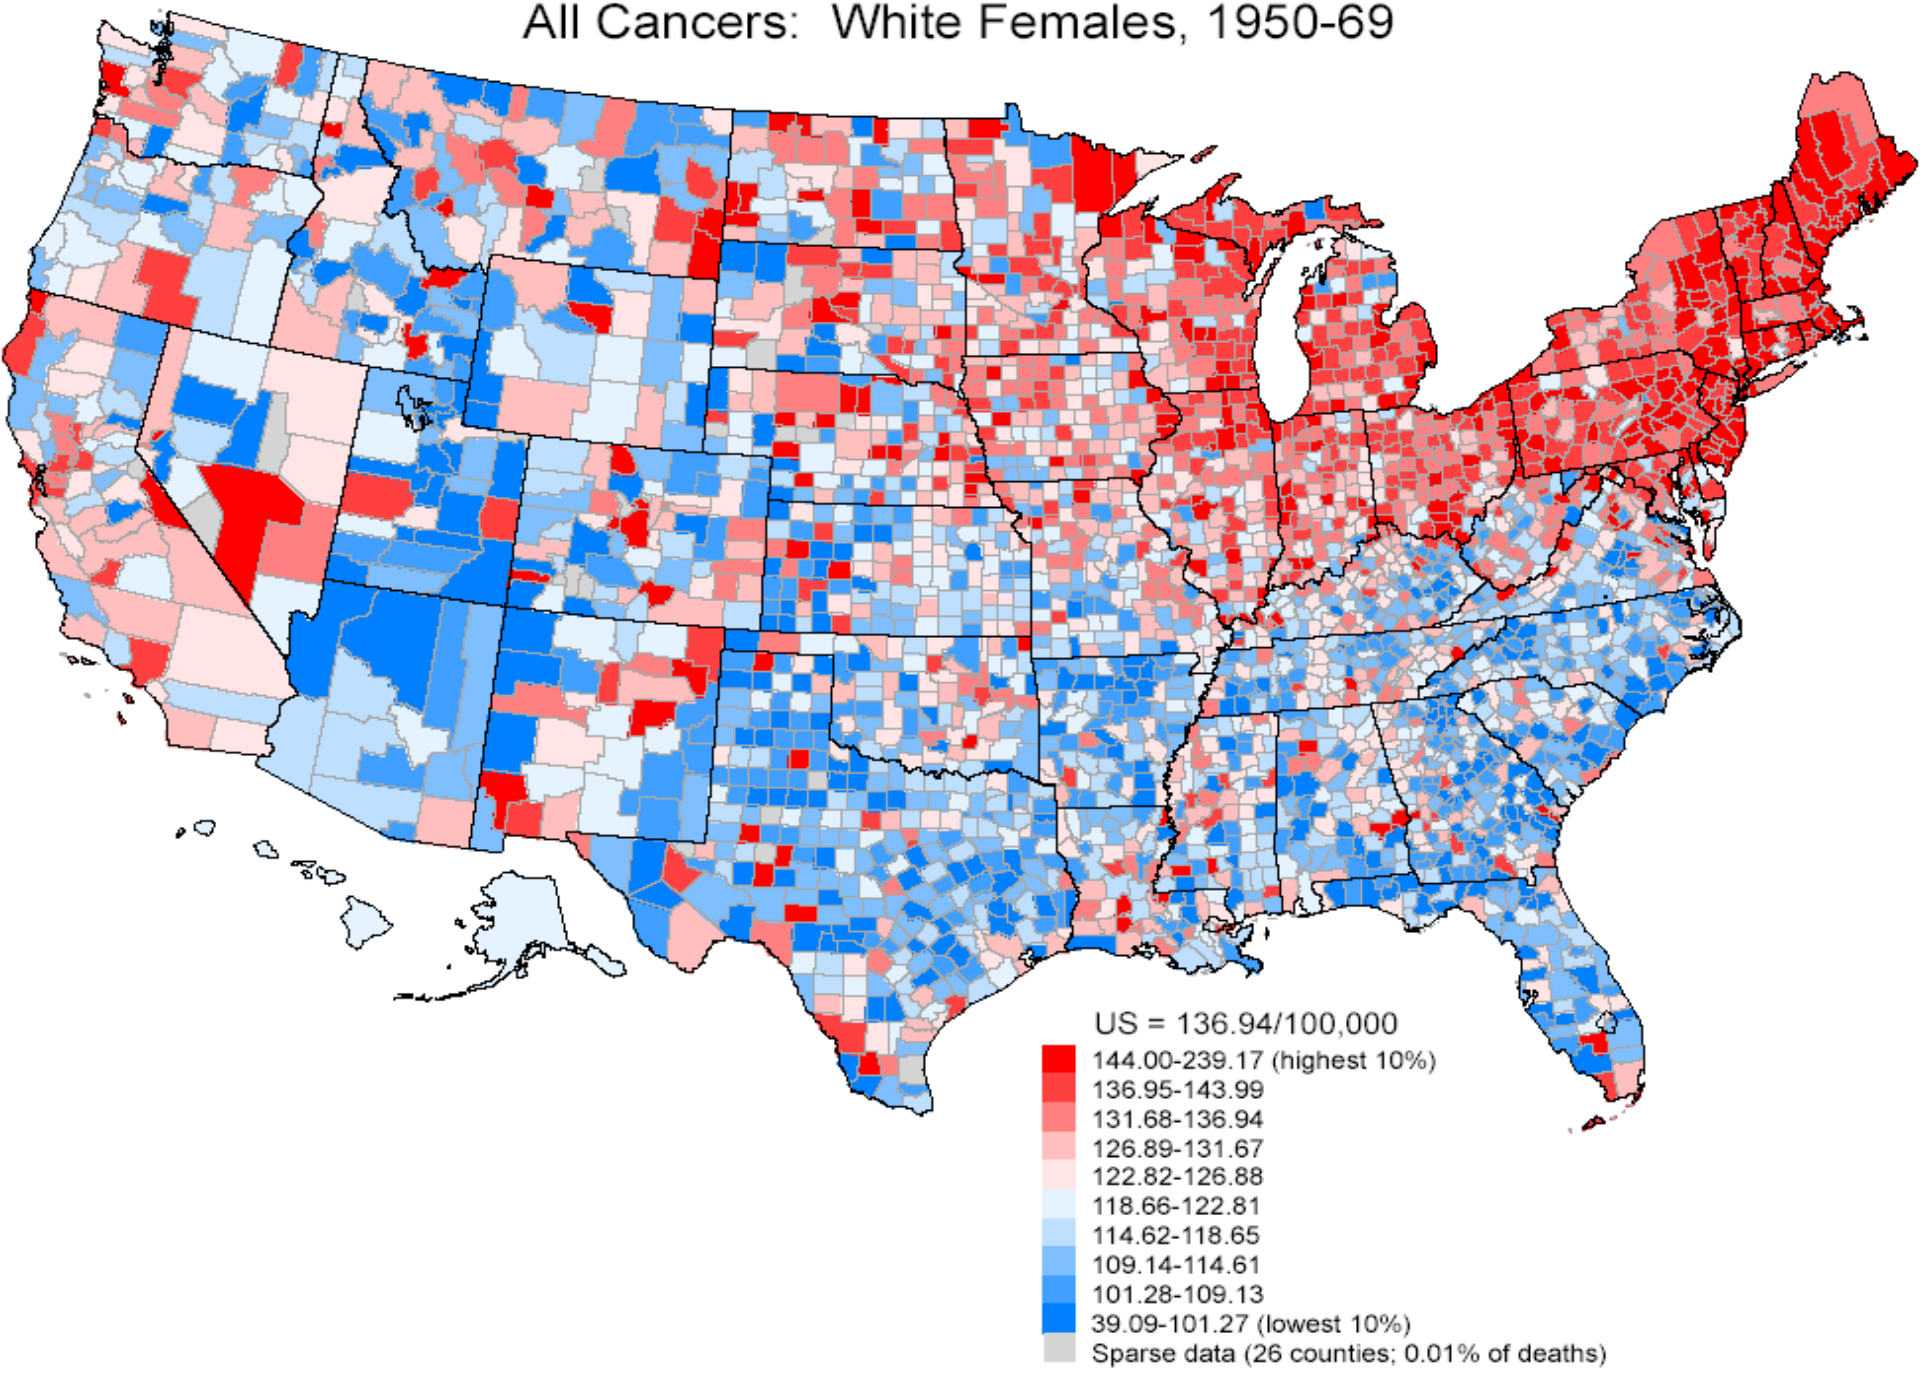 All Cancers: White Females, 1950-69
US = 136.94/100,000
144.00-239.17 (highest 10%)
136.95-143.99
131.68-136.94
126.89-131.67
122.82-126.88
118.66-122.81
114.62-118.65
109.14-114.61
101.28-109.13
39.09-101.27 (lowest 10%)
Sparse data (26 counties; 0.01% of deaths)